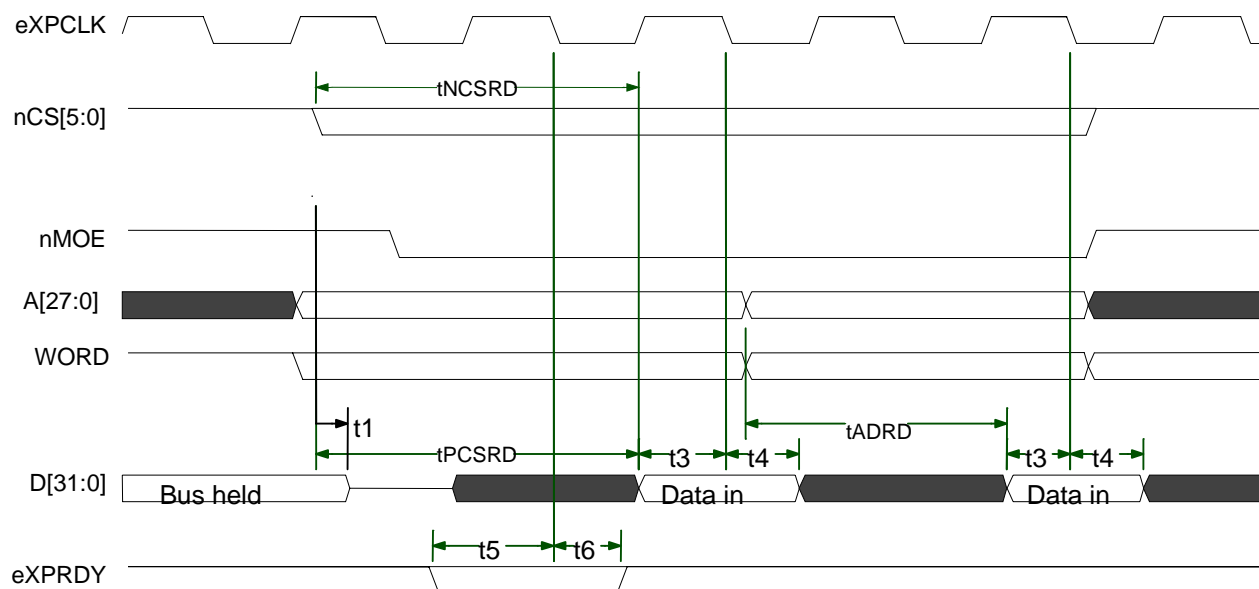 eXPCLK
tNCSRD
nCS[5:0]
nMOE
A[27:0]
WORD
t1
tADRD
tPCSRD t3 t4 t3 t4
D[31:0] Bus held Data in Data in
t5 t6
eXPRDY